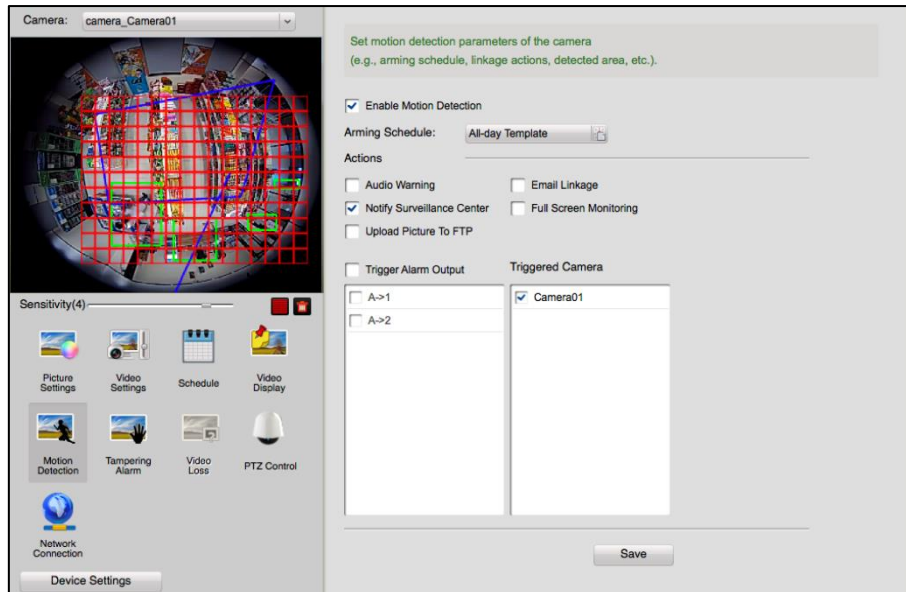 Camera: camera_Camera01
Set motion detection parameters of the camera
(e.g., arming schedule, linkage actions, detected area, etc.).
Enable Motion Detection
Arming Schedule: All-day Template
Actions
Audio Warning
Email Linkage
Notify Surveillance Center
Full Screen Monitoring
Upload Picture To FTP
Trigger Alarm Output
Triggered Camera
A->1
A->2
Camera01
Sensitivity(4)
Picture
Settings
Video
Settings
Schedule
Video
Display
Motion
Detection
Tampering
Alarm
Video
Loss
PTZ Control
Network
Connection
Device Settings
Save